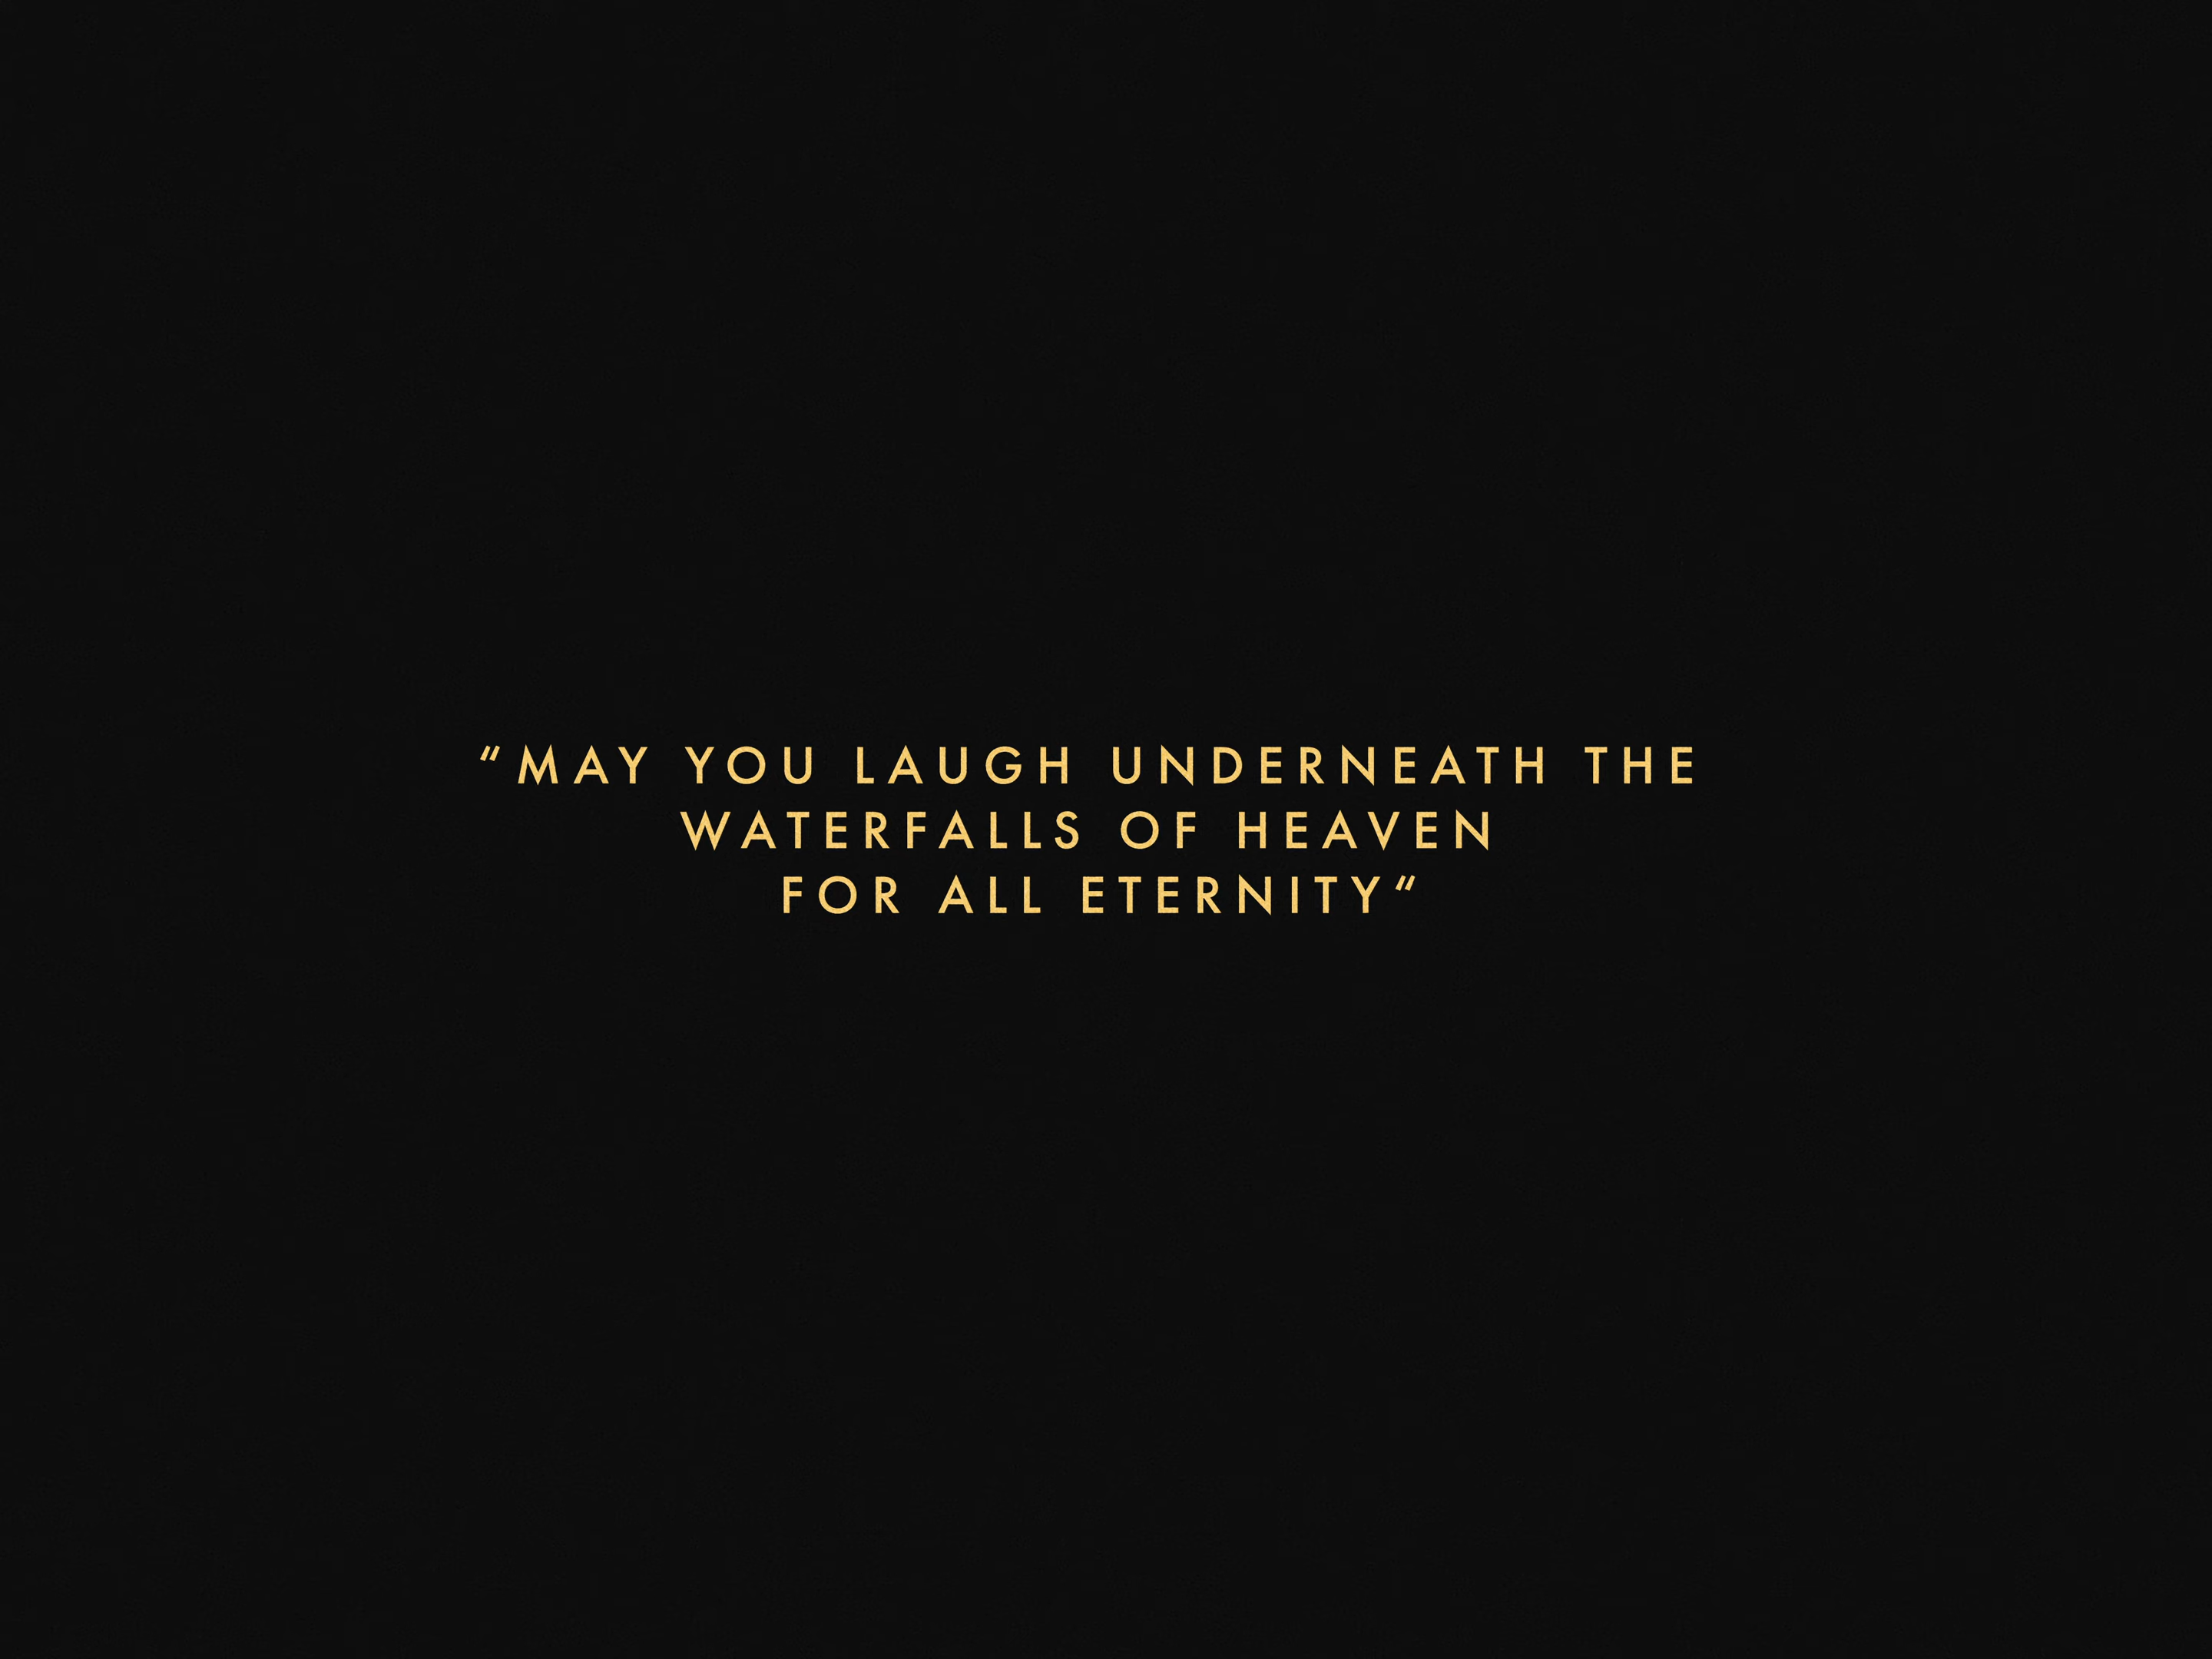 “MAY YOU LAUGH UNDERNEATH THE
WATERFALLS OF HEAVEN
FOR ALL ETERNITY“